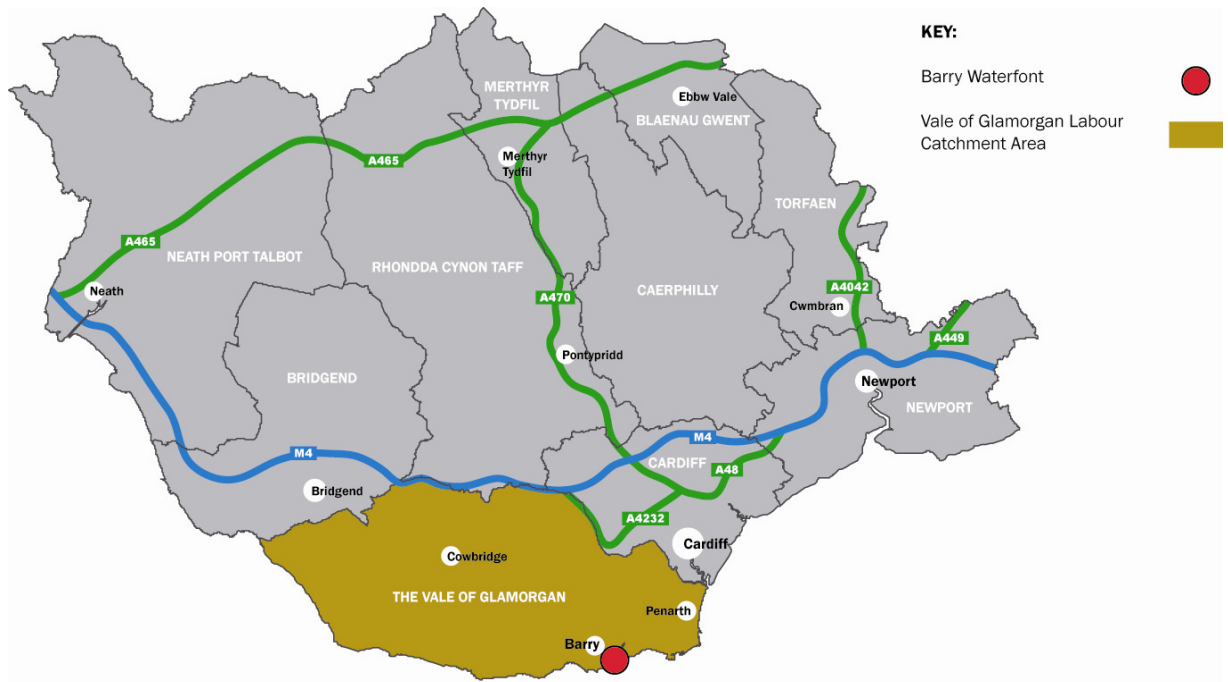 KEY:
Barry Waterfont
Vale of Glamorgan Labour
Catchment Area
MERTHYR
TYDFIL
Ebbw Vale
BLAENAU GWENT
A465
Merthyr
Tydfil
TORFAEN
A465
NEATH PORT TALBOT
RHONDDA CYNON TAFF
Neath
A470
CAERPHILLY
A4042
Cwmbran
A449
Pontypridd
BRIDGEND
Newport
NEWPORT
M4
M4
CARDIFF
A48
Bridgend
A4232
Cardiff
Cowbridge
THE VALE OF GLAMORGAN
Penarth
Barry